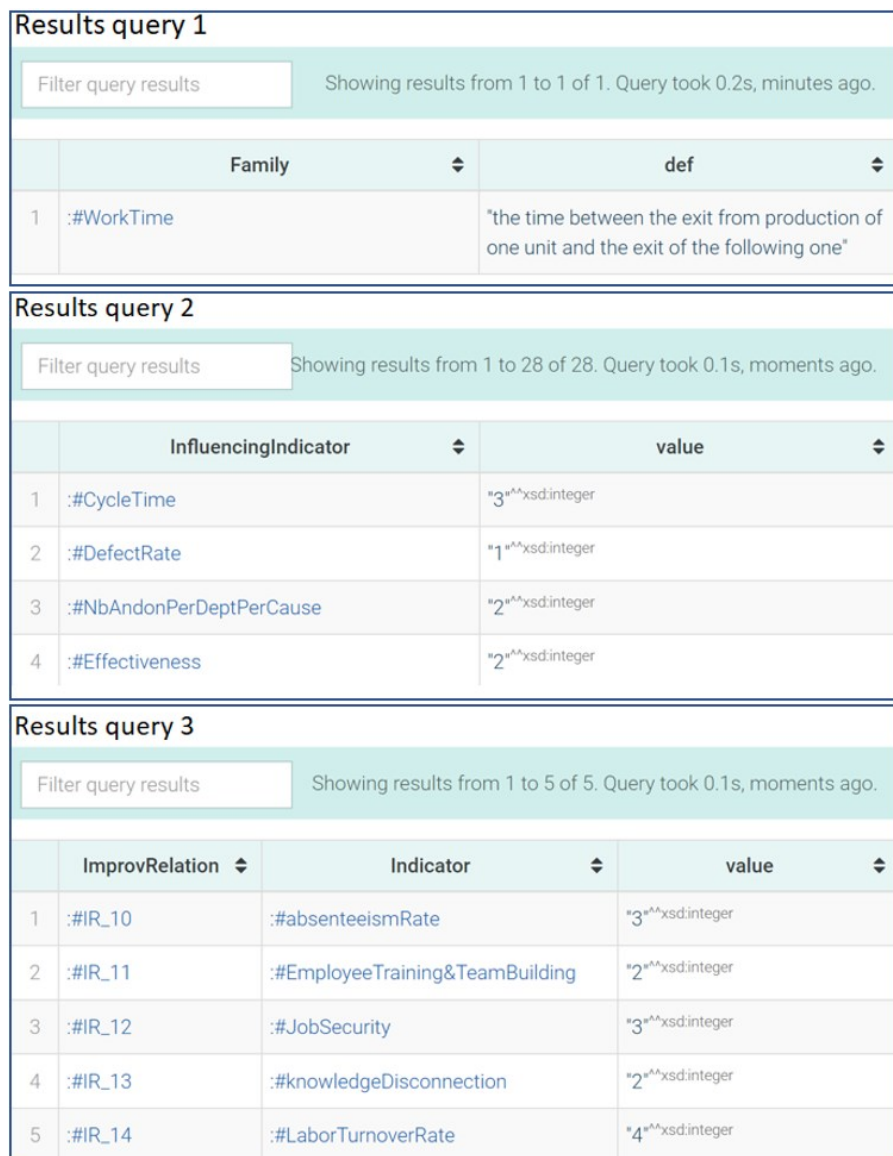 Results query 1
Filter query results Showing results from 1 to 1 of 1. Query took 0.2s, minutes ago.
Family def
1 :#WorkTime "the time between the exit from production of
one unit and the exit of the following one"
Results query 2
Filter query results Showing results from 1 to 28 of 28. Query took 0.1s, moments ago.
InfluencingIndicator value
1 :#CycleTime "3"^^xsd:integer
2 :#DefectRate "1"^^xsd:integer
3 :#NbAndonPerDeptPerCause "2"^^xsd:integer
4 :#Effectiveness "2"^^xsd:integer
Results query 3
Filter query results Showing results from 1 to 5 of 5. Query took 0.1s, moments ago.
ImprovRelation Indicator value
1 :#IR_10 :#absenteeismRate "3"^^xsd:integer
2 :#IR_11 :#EmployeeTraining&TeamBuilding "2"^^xsd:integer
3 :#IR_12 :#JobSecurity "3"^^xsd:integer
4 :#IR_13 :#knowledgeDisconnection "2"^^xsd:integer
5 :#IR_14 :#LaborTurnoverRate "4"^^xsd:integer